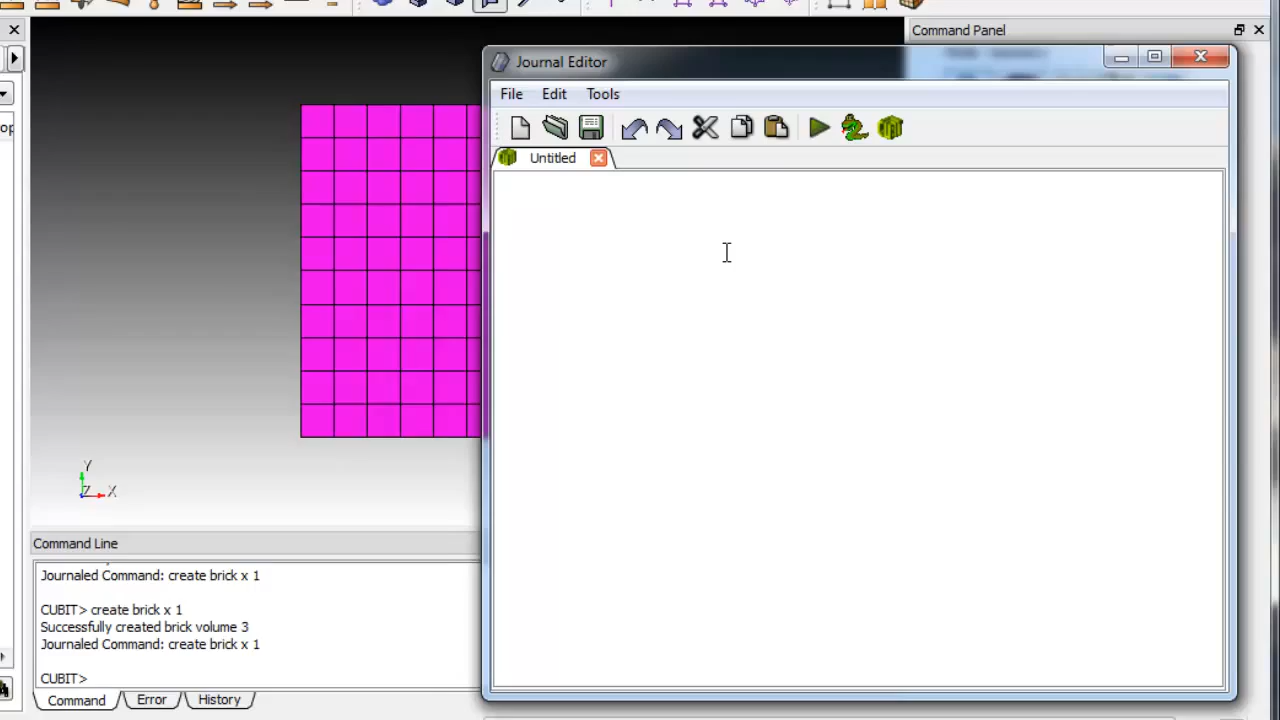 Command Panel
Journal Editor
File Edit Tools
Untitled
Y
Z X
Command Line
Journaled Command: create brick x 1
CUBIT> create brick x 1
Successfully created brick volume 3
Journaled Command: create brick x 1
CUBIT>
Command Error History